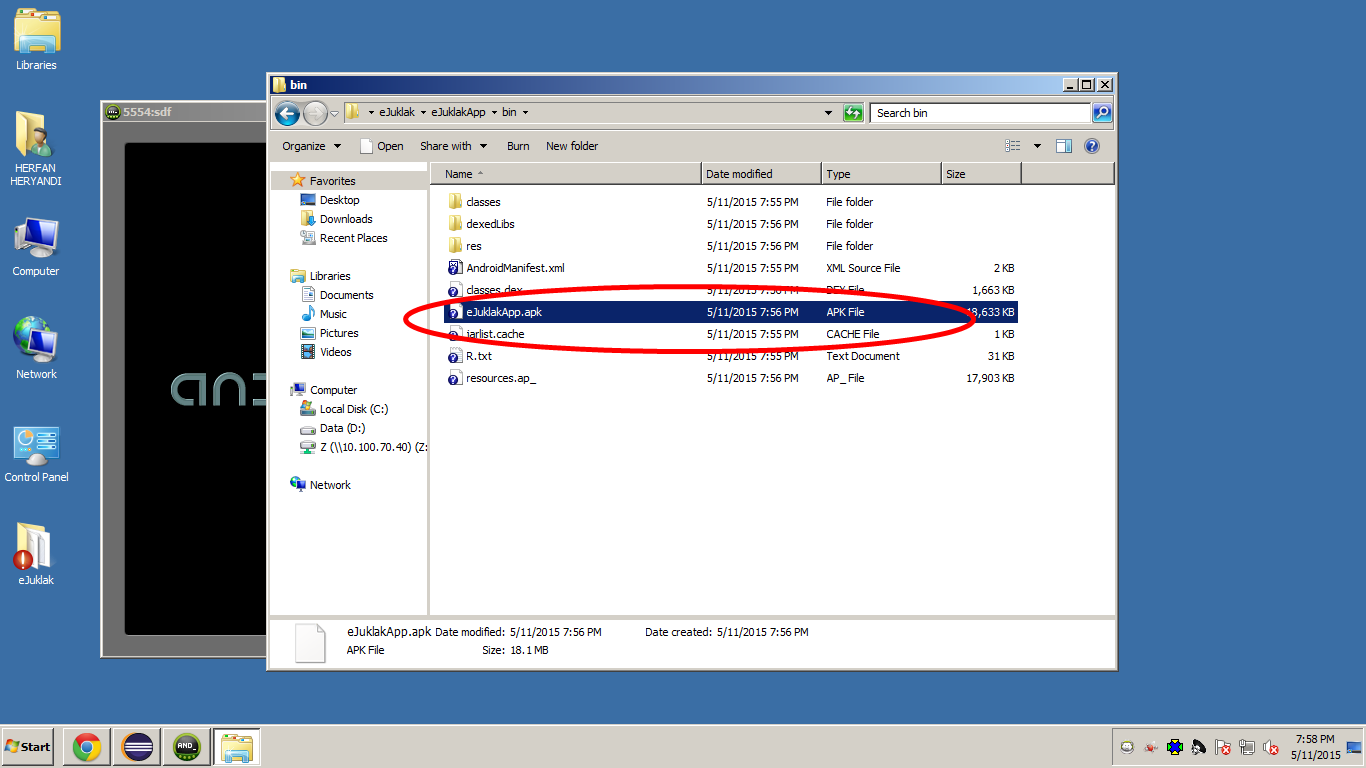 Libraries
HERFAN
HERYANDI
Computer
Network
Control Panel
eJuklak
5554:sdf
bin
eJuklak eJuklakApp bin
Search bin
Organize Open Share with Burn New folder
Favorites
Desktop
Downloads
Recent Places
Libraries
Documents
Music
Pictures
Videos
Computer
Local Disk (C:)
Data (D:)
Z (\\10.100.70.40) (Z:
Network
Name Date modified Type Size
classes 5/11/2015 7:55 PM File folder
dexedLibs 5/11/2015 7:56 PM File folder
res 5/11/2015 7:56 PM File folder
AndroidManifest.xml 5/11/2015 7:55 PM XML Source File 2 KB
classes.dex 5/11/2015 7:56 PM DEX File 1,663 KB
eJuklakApp.apk 5/11/2015 7:56 PM APK File 18,633 KB
jarlist.cache 5/11/2015 7:55 PM CACHE File 1 KB
R.txt 5/11/2015 7:55 PM Text Document 31 KB
resources.ap_ 5/11/2015 7:56 PM AP_ File 17,903 KB
eJuklakApp.apk Date modified: 5/11/2015 7:56 PM Date created: 5/11/2015 7:56 PM
APK File Size: 18.1 MB
Start
AND_
7:58 PM
5/11/2015